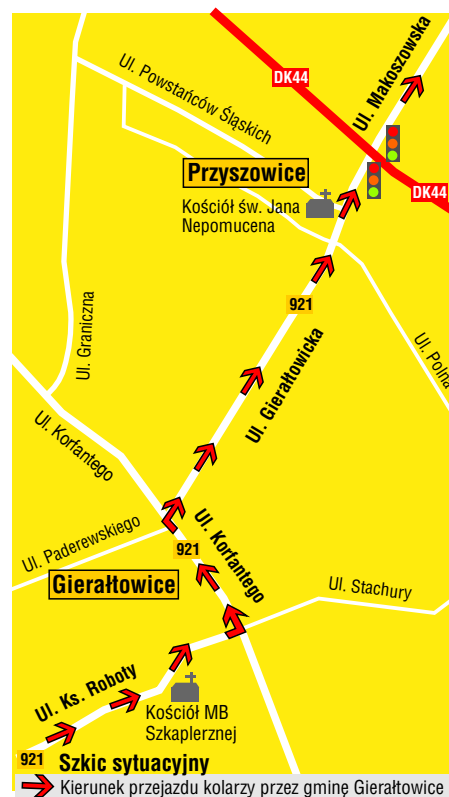 Ul. Powstańców Śląskich
DK44
Ul. Makoszowska
Przyszowice
DK44
Kościół św. Jana
Nepomucena
Ul. Graniczna
921
Ul. Polna
Ul. Gierałtowicka
Ul. Korfantego
Ul. Korfantego
Ul. Paderewskiego
921
Gierałtowice
Ul. Stachury
Ul. Ks. Roboty
Kościół MB
Szkaplerznej
921 Szkic sytuacyjny
Kierunek przejazdu kolarzy przez gminę Gierałtowice